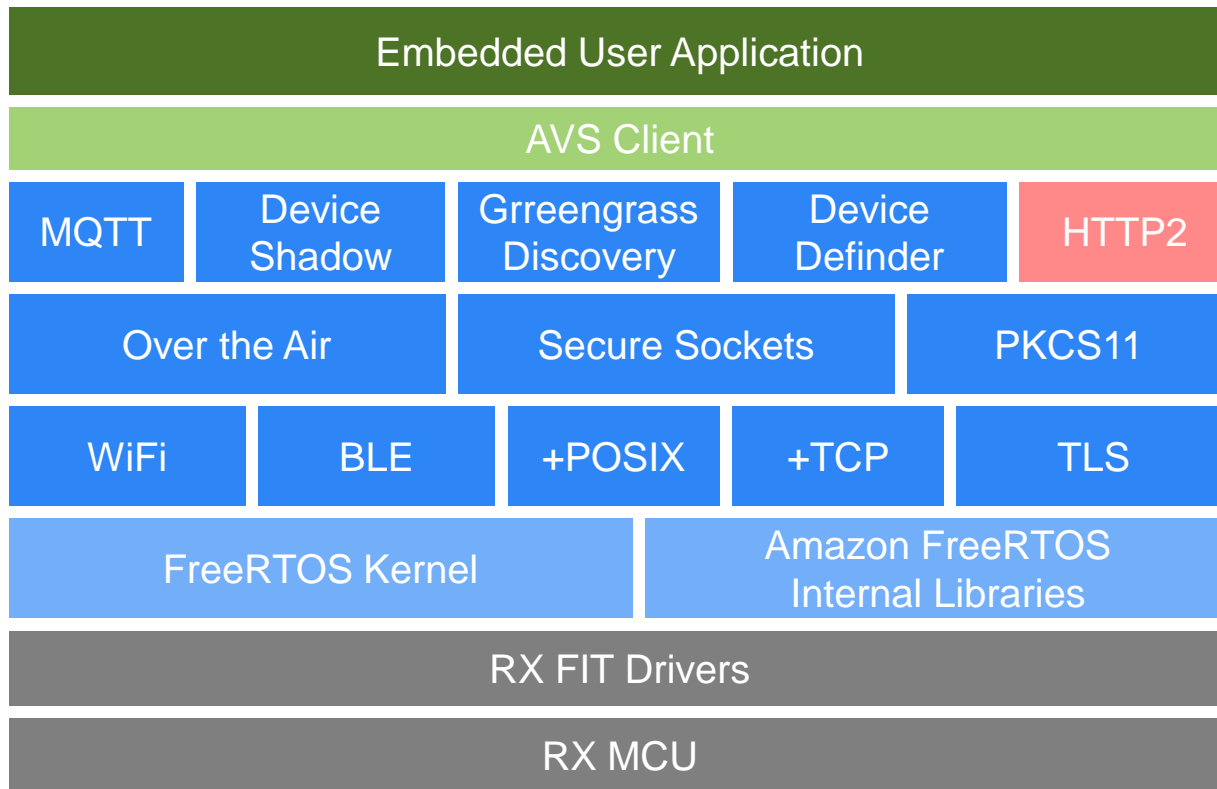 Embedded User Application
AVS Client
MQTT
Device
Shadow
Grreengrass
Discovery
Device
Definder
HTTP2
Over the Air
Secure Sockets
PKCS11
WiFi
BLE
+POSIX
+TCP
TLS
FreeRTOS Kernel
Amazon FreeRTOS
Internal Libraries
RX FIT Drivers
RX MCU